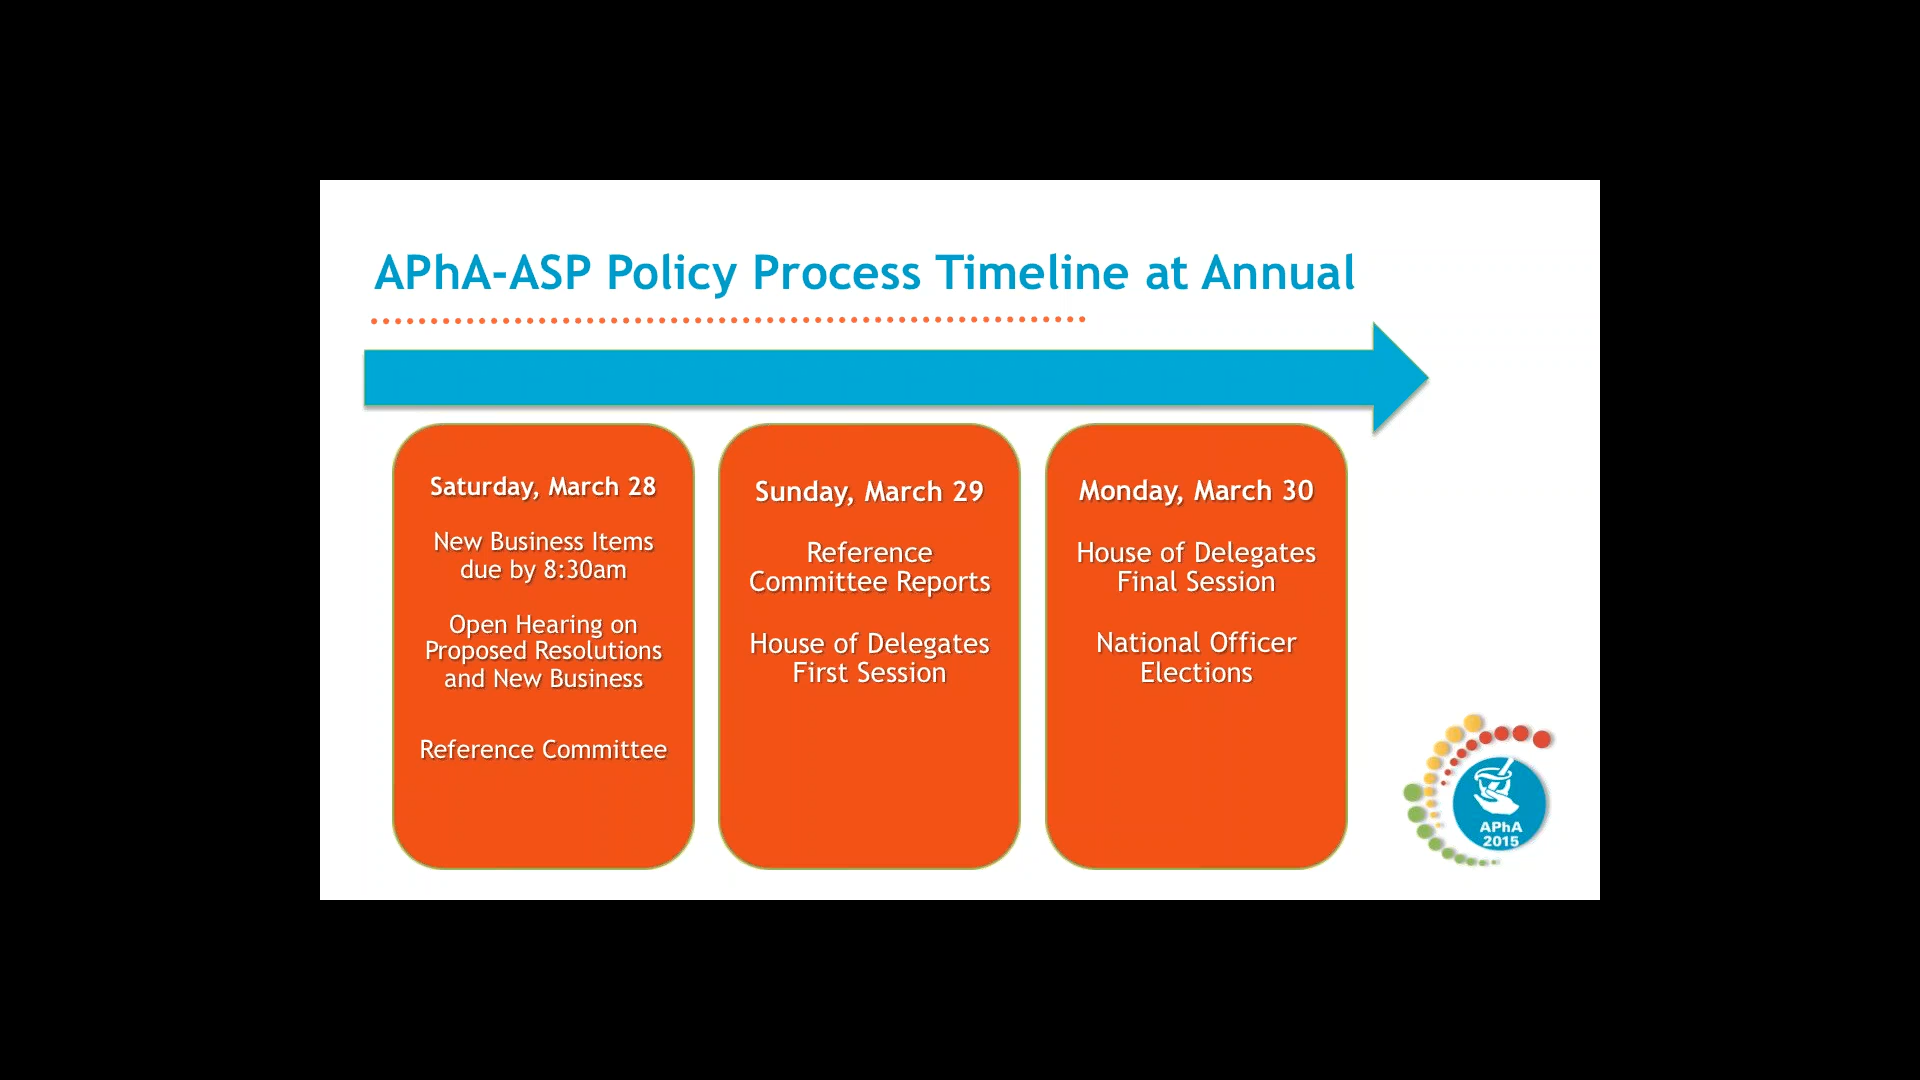 APhA-ASP Policy Process Timeline at Annual
Saturday, March 28
New Business Items
due by 8:30am
Open Hearing on
Proposed Resolutions
and New Business
Reference Committee
Sunday, March 29
Reference
Committee Reports
House of Delegates
First Session
Monday, March 30
House of Delegates
Final Session
National Officer
Elections
APhA
2015